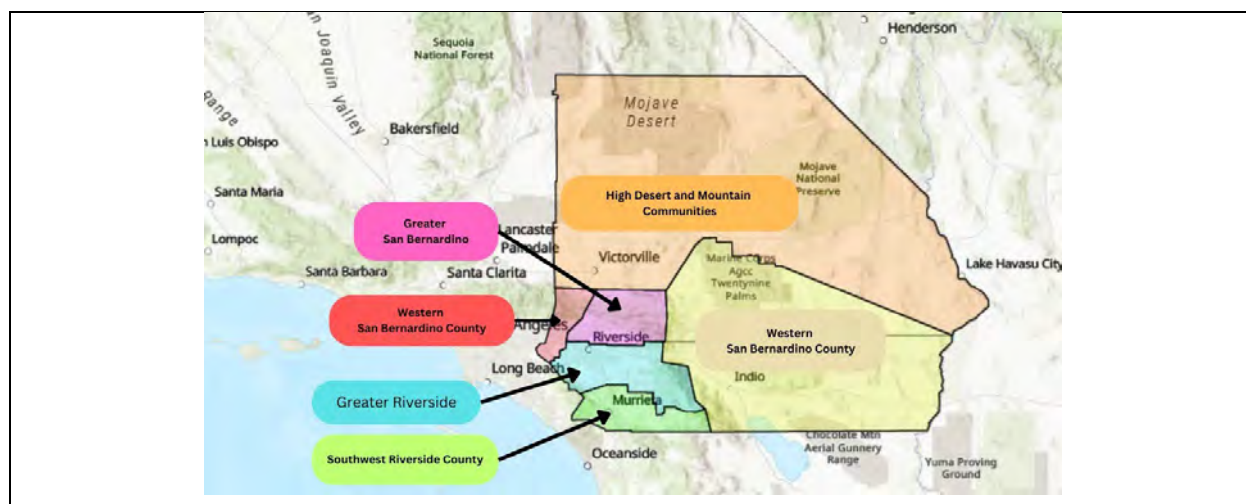 Henderson
Sequoia
National Forest
San Joaquin Valley
Range
Mojave
Desert
Bakersfield
n Luis Obispo
Mojave
National
Preserve
Santa Maria
High Desert and Mountain
Communities
Greater
San Bernardino
Lancaster
Palmdale
Lompoc
Victorville
Marine Corps
Agcc
Twentynine
Palms
Lake Havasu City
Santa Barbara
Santa Clarita
Western
San Bernardino County
Angeles
Riverside
Western
San Bernardino County
Long Beach
Indio
Greater Riverside
Murrieta
Southwest Riverside County
Oceanside
Chocolate Mtn
Aerial Gunnery
Range
Yuma Proving
Ground